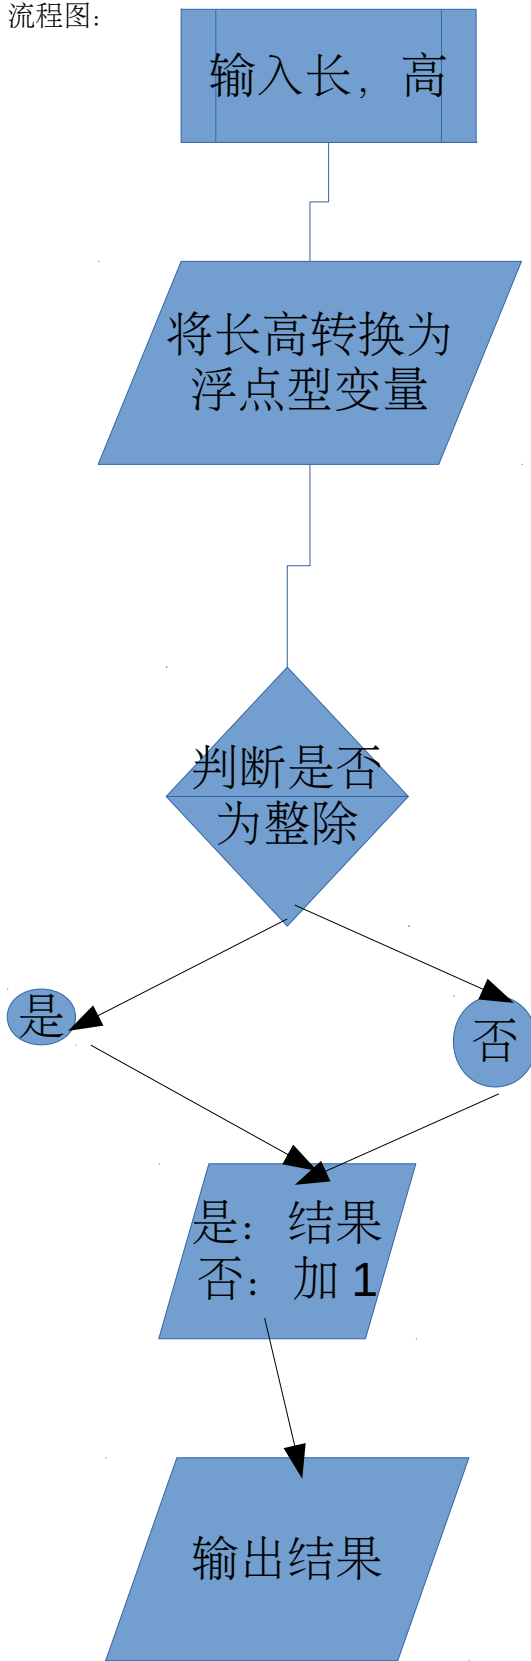 流程图：
输入长，高
将长高转换为
浮点型变量
判断是否
为整除
是
否
是：结果
否：加 1
输出结果